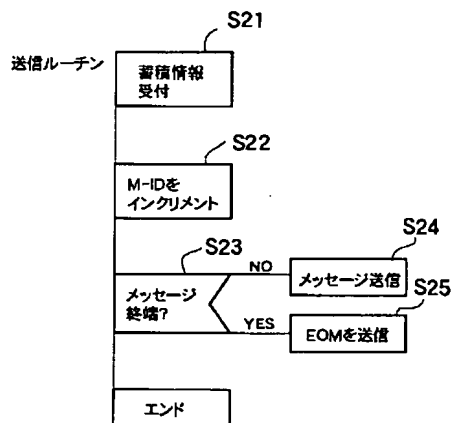 S21
送信ルーチン
蓄積情報
受付
S22
M-IDを
インクリメント
S23
S24
メッセージ
終端?
NO
メッセージ送信
S25
YES
EOMを送信
エンド